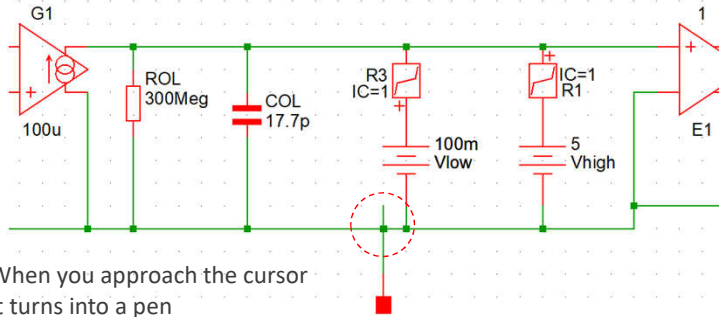 G1
1
ROL
300Meg
COL
17.7p
R3
IC=1
IC=1
R1
100u
100m
Vlow
5
Vhigh
E1
When you approach the cursor
t turns into a pen